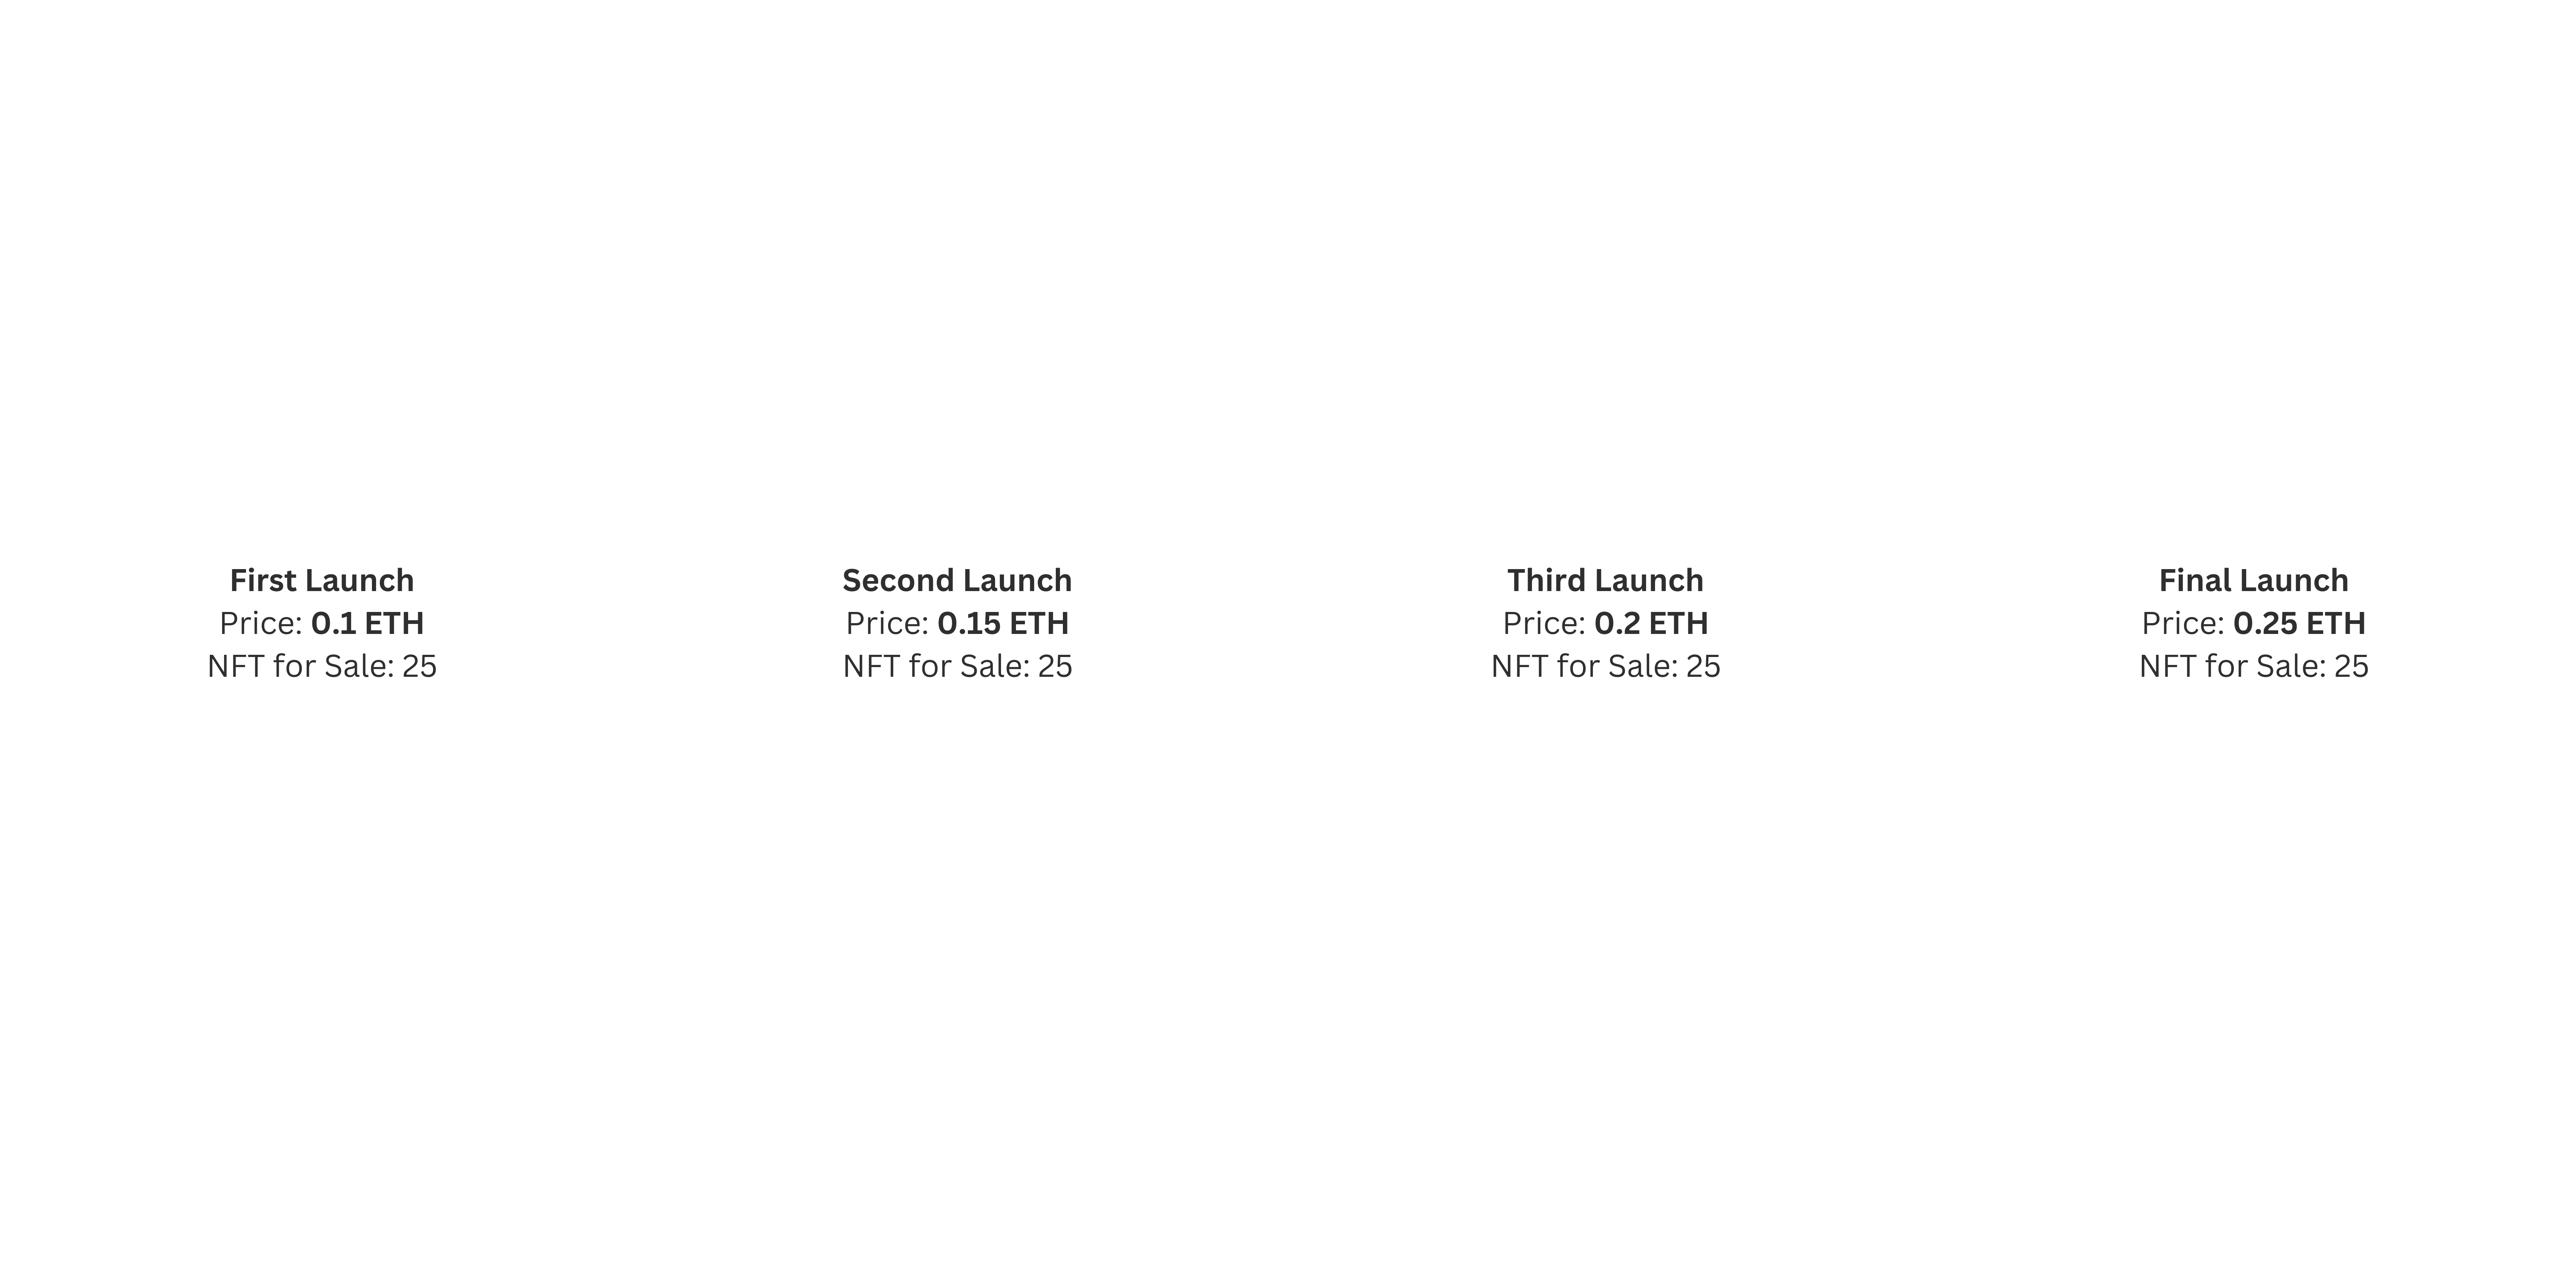 First Launch
Price: 0.1 ETH
NFT for Sale: 25
Second Launch
Price: 0.15 ETH
NFT for Sale: 25
Third Launch
Price: 0.2 ETH
NFT for Sale: 25
Final Launch
Price: 0.25 ETH
NFT for Sale: 25